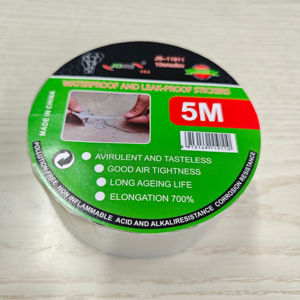 JS-11011
WATERPROOF AND LEAK-PROOF STICKERS
5M
MADE IN CHINA
AVIRULENT AND TASTELESS
GOOD AIR TIGHTNESS
LONG AGEING LIFE
ELONGATION 700%
POLLUTION-FREE NON INFLAMMABLE ACID AND ALKALIRESISTANCE CORROSION RESISTANCE